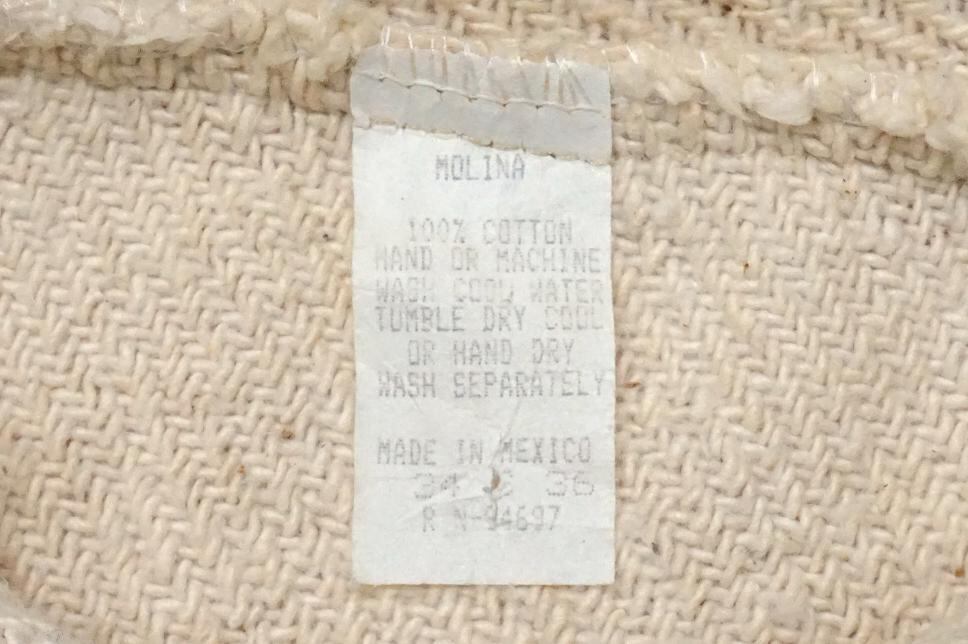 MOLINA
100% COTTON
HAND OR MACHINE
WASH COOL WATER
TUMBLE DRY COOL
OR HAND DRY
WASH SEPARATELY
MADE IN MEXICO
34 36
R N-94697